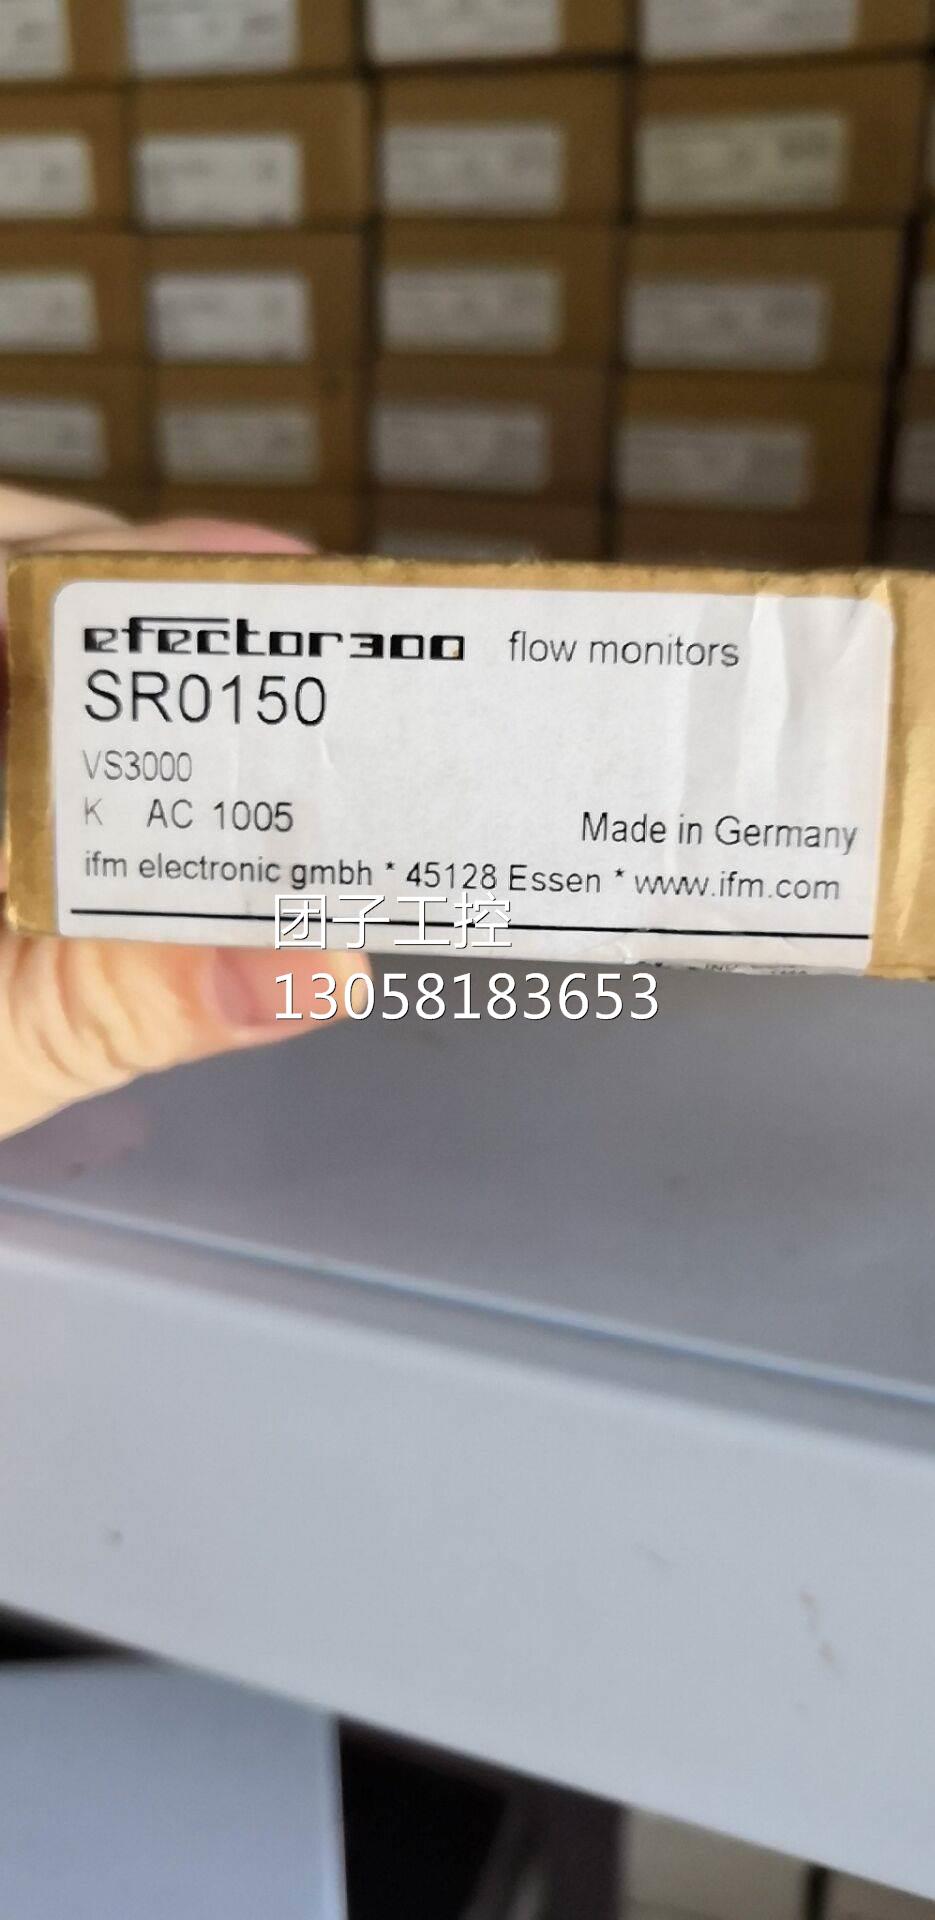 efector300 flow monitors
SR0150
VS3000
K AC 1005
Made in Germany
ifm electronic gmbh * 45128 Essen * www.ifm.com
团子工控
13058183653